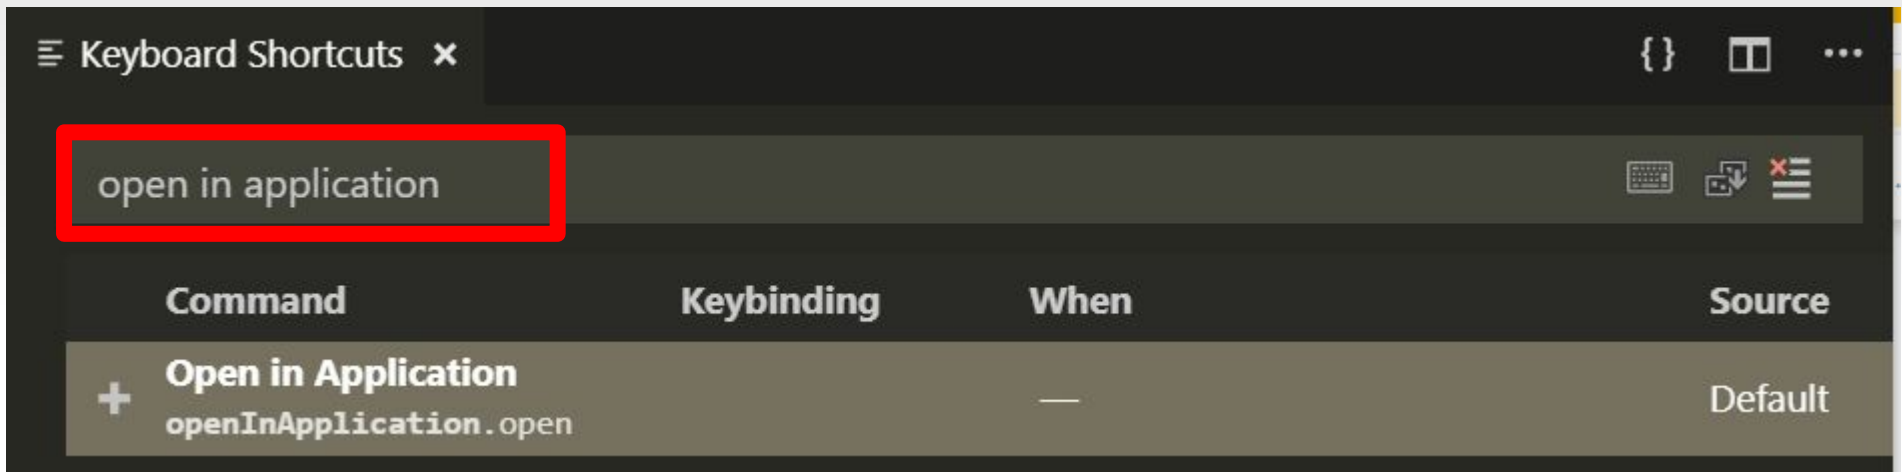 Keyboard Shortcuts
open in application
Command Keybinding When Source
Open in Application
openInApplication.open
— Default